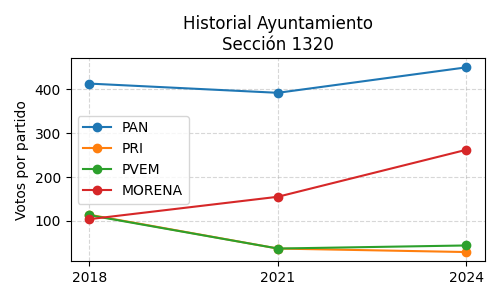 Historial Ayuntamiento
Sección 1320
Votos por partido
400
300
200
100
PAN
PRI
PVEM
MORENA
2018
2021
2024